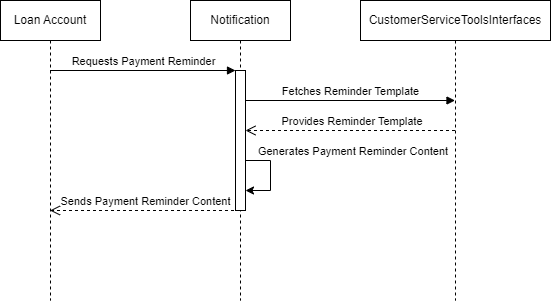 Loan Account
Notification
CustomerServiceToolsInterfaces
Requests Payment Reminder
Fetches Reminder Template
Provides Reminder Template
Generates Payment Reminder Content
Sends Payment Reminder Content